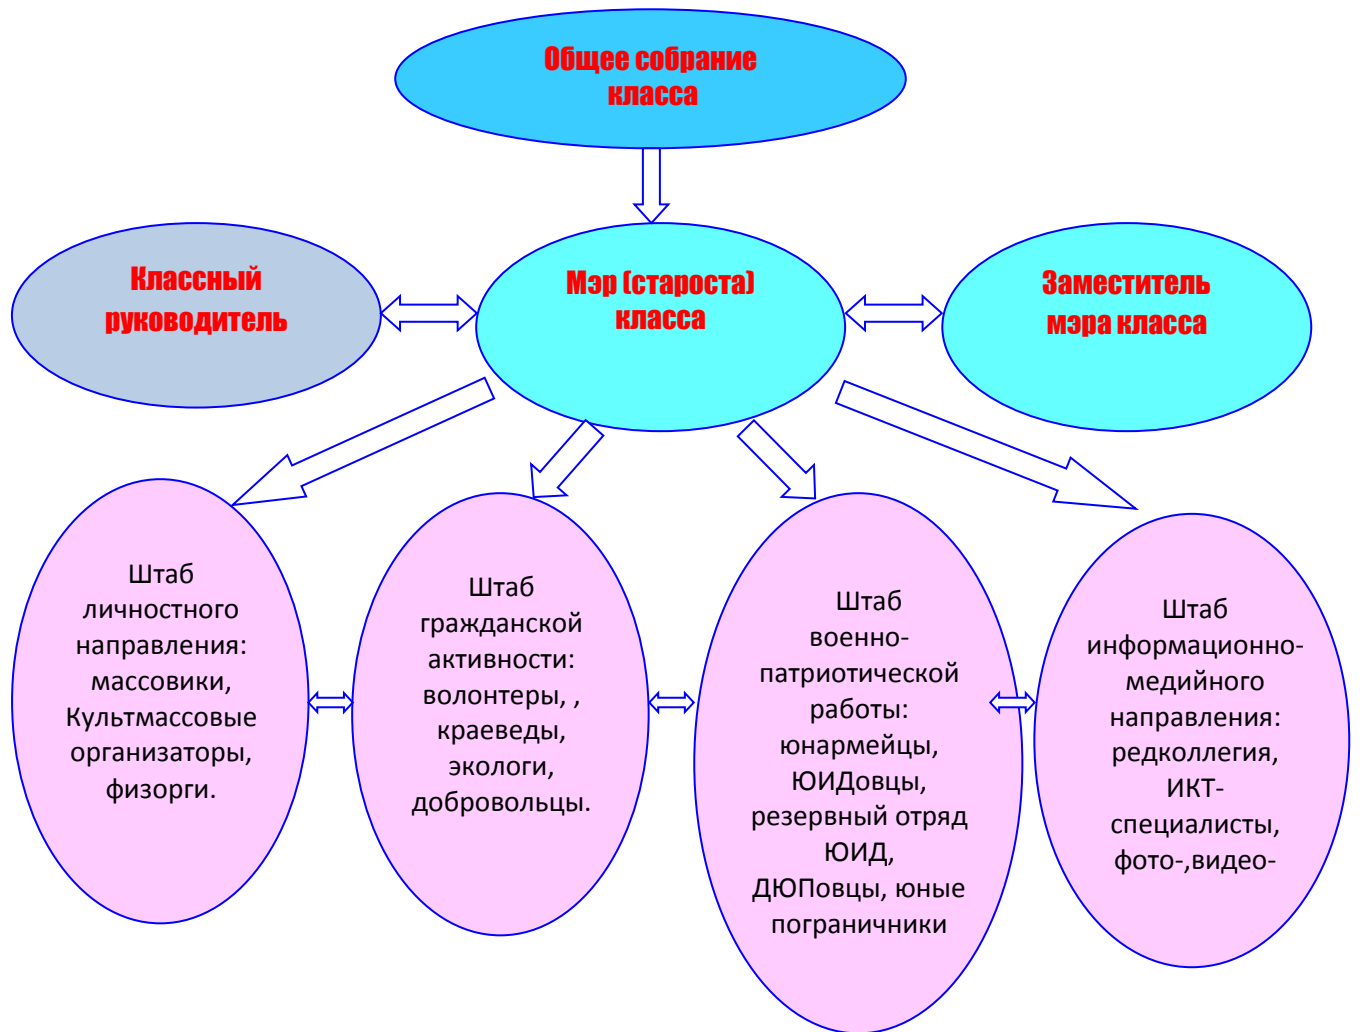 Общее собрание
класса
Классный
руководитель
Мэр (староста)
класса
Заместитель
мэра класса
Штаб
личностного
направления:
массовики,
Культмассовые
организаторы,
физорги.
Штаб
гражданской
активности:
волонтеры, ,
краеведы,
экологи,
добровольцы.
Штаб
военно-
патриотической
работы:
юнармейцы,
ЮИДовцы,
резервный отряд
ЮИД,
ДЮПовцы, юные
пограничники
Штаб
информационно-
медийного
направления:
редколлегия,
ИКТ-
специалисты,
фото-,видео-